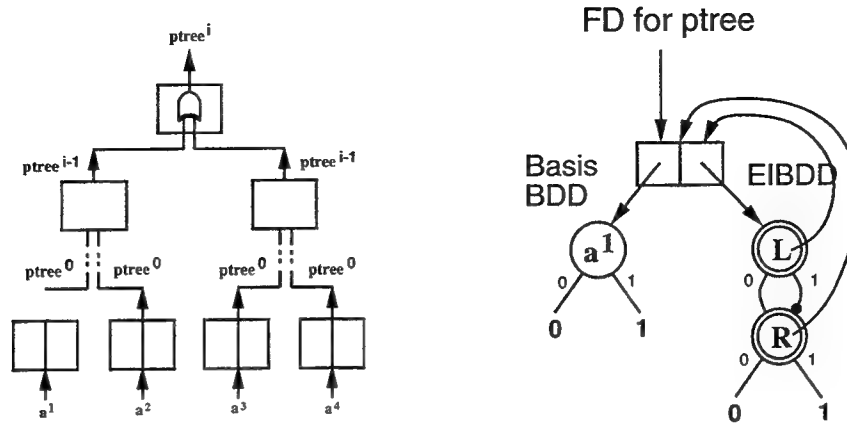 ptree^i
ptree^i-1
ptree^i-1
ptree^0
ptree^0
ptree^0
ptree^0
a^1
a^2
a^3
a^4
FD for ptree
Basis
BDD
EIBDD
a^1
0
1
0
1
L
0
1
R
0
1
0
1